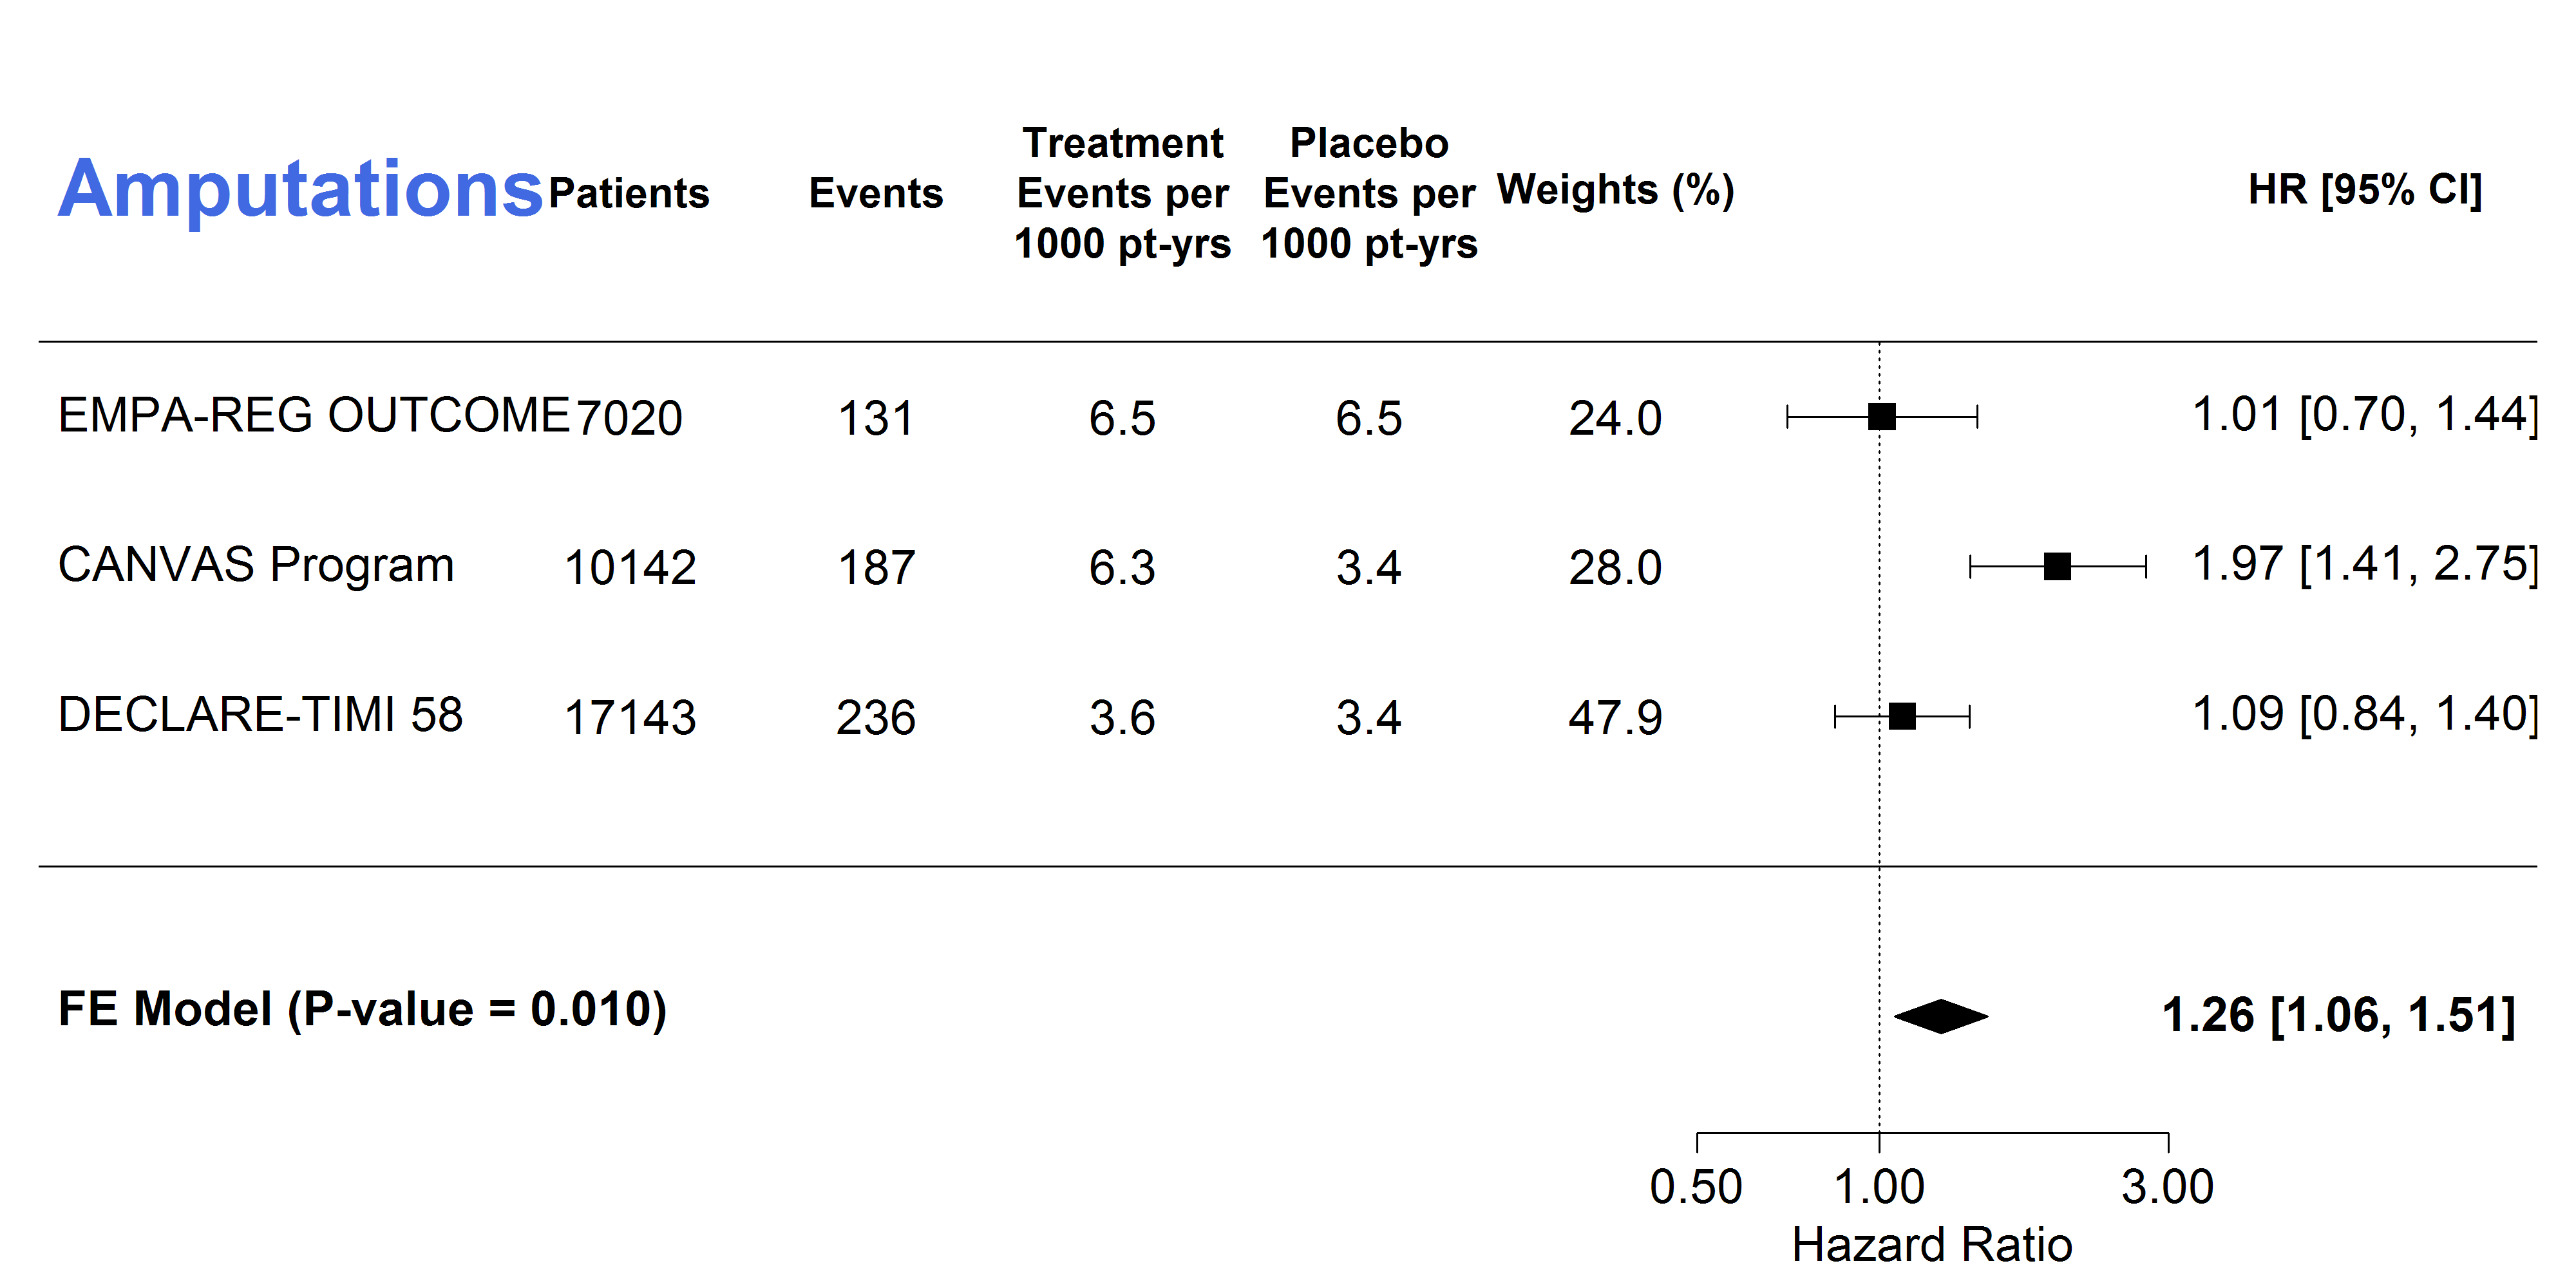 Amputations Patients Events Treatment Events per 1000 pt-yrs Placebo Events per 1000 pt-yrs Weights (%) HR [95% CI]
EMPA-REG OUTCOME 7020 131 6.5 6.5 24.0 1.01 [0.70, 1.44]
CANVAS Program 10142 187 6.3 3.4 28.0 1.97 [1.41, 2.75]
DECLARE-TIMI 58 17143 236 3.6 3.4 47.9 1.09 [0.84, 1.40]
FE Model (P-value = 0.010) 1.26 [1.06, 1.51]
0.50 1.00 3.00
Hazard Ratio